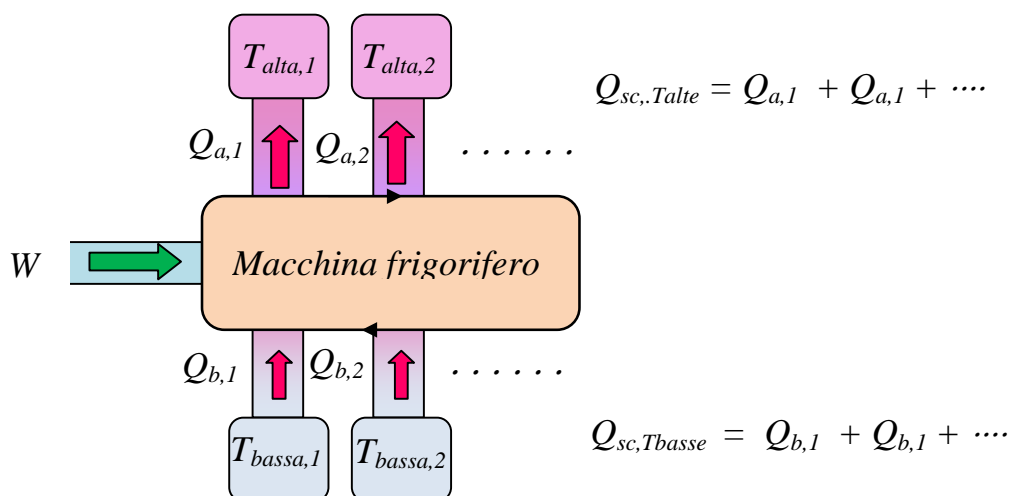 T_alta,1 T_alta,2
Q_sc,.Talte = Q_a,1 + Q_a,1 + ····
Q_a,1 Q_a,2 . . . . . .
W
Macchina frigorifero
Q_b,1 Q_b,2 . . . . . .
T_bassa,1 T_bassa,2
Q_sc,Tbasse = Q_b,1 + Q_b,1 + ····